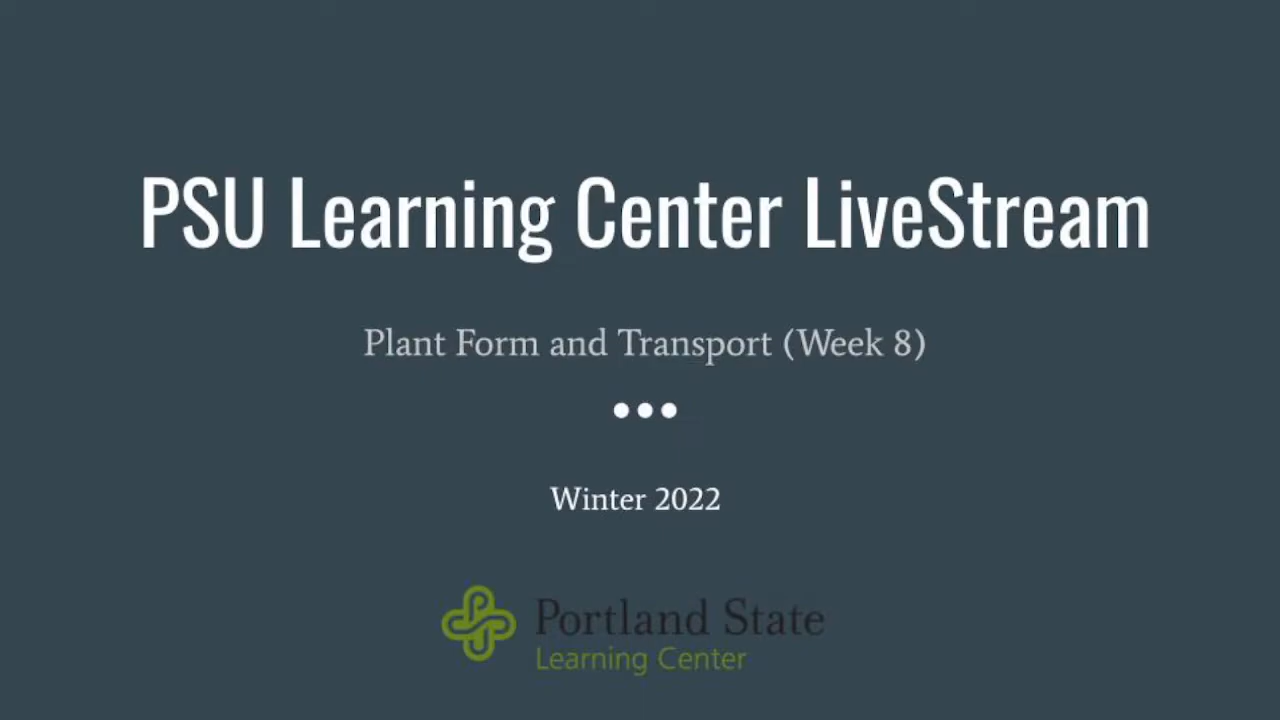 PSU Learning Center LiveStream
Plant Form and Transport (Week 8)
Winter 2022
Portland State
Learning Center